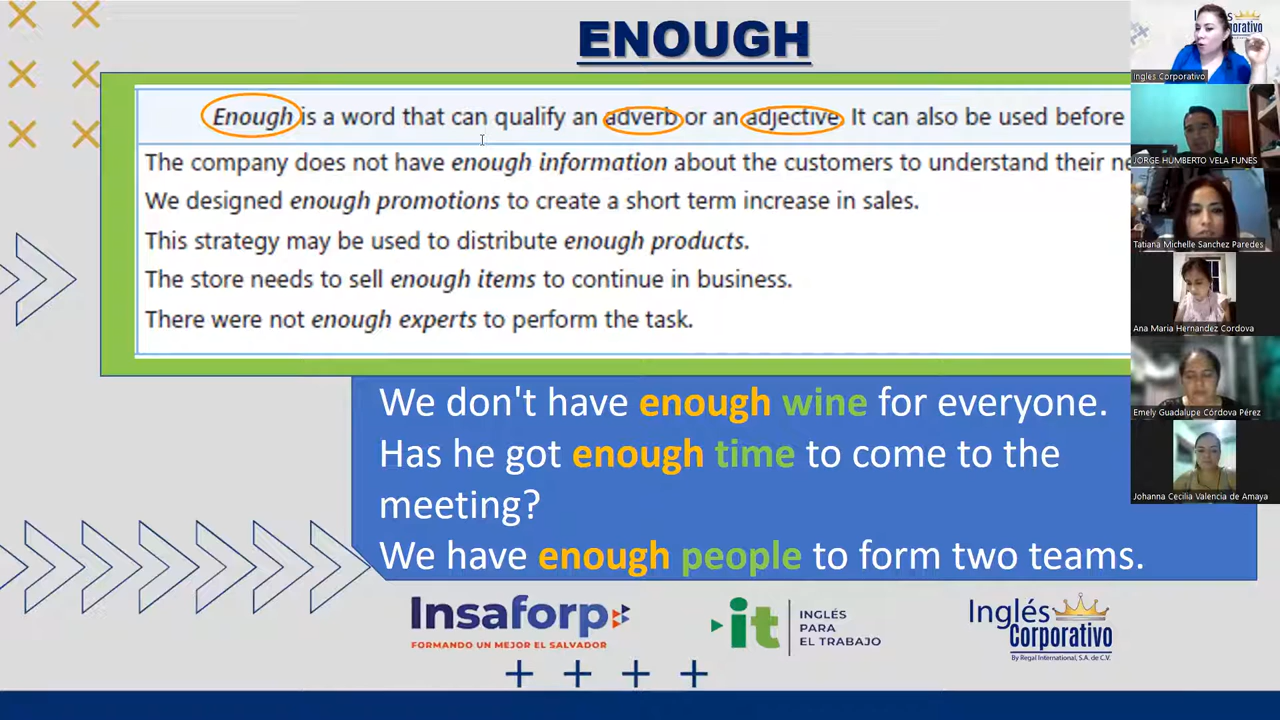 ENOUGH
Enough is a word that can qualify an adverb or an adjective. It can also be used before
The company does not have enough information about the customers to understand their
We designed enough promotions to create a short term increase in sales.
This strategy may be used to distribute enough products.
The store needs to sell enough items to continue in business.
There were not enough experts to perform the task.
We don't have enough wine for everyone.
Has he got enough time to come to the
meeting?
We have enough people to form two teams.
Insaforp
FORMANDO UN MEJOR EL SALVADOR
it
INGLÉS
PARA
EL TRABAJO
Inglés
Corporativo
By Regal International, S.A. de C.V.
Ingles Corporativo
JORGE HUMBERTO VELA FUNES
Tatiana Michelle Sanchez Paredes
Ana Maria Hernandez Cordova
Emely Guadalupe Córdova Pérez
Johanna Cecilia Valencia de Amaya